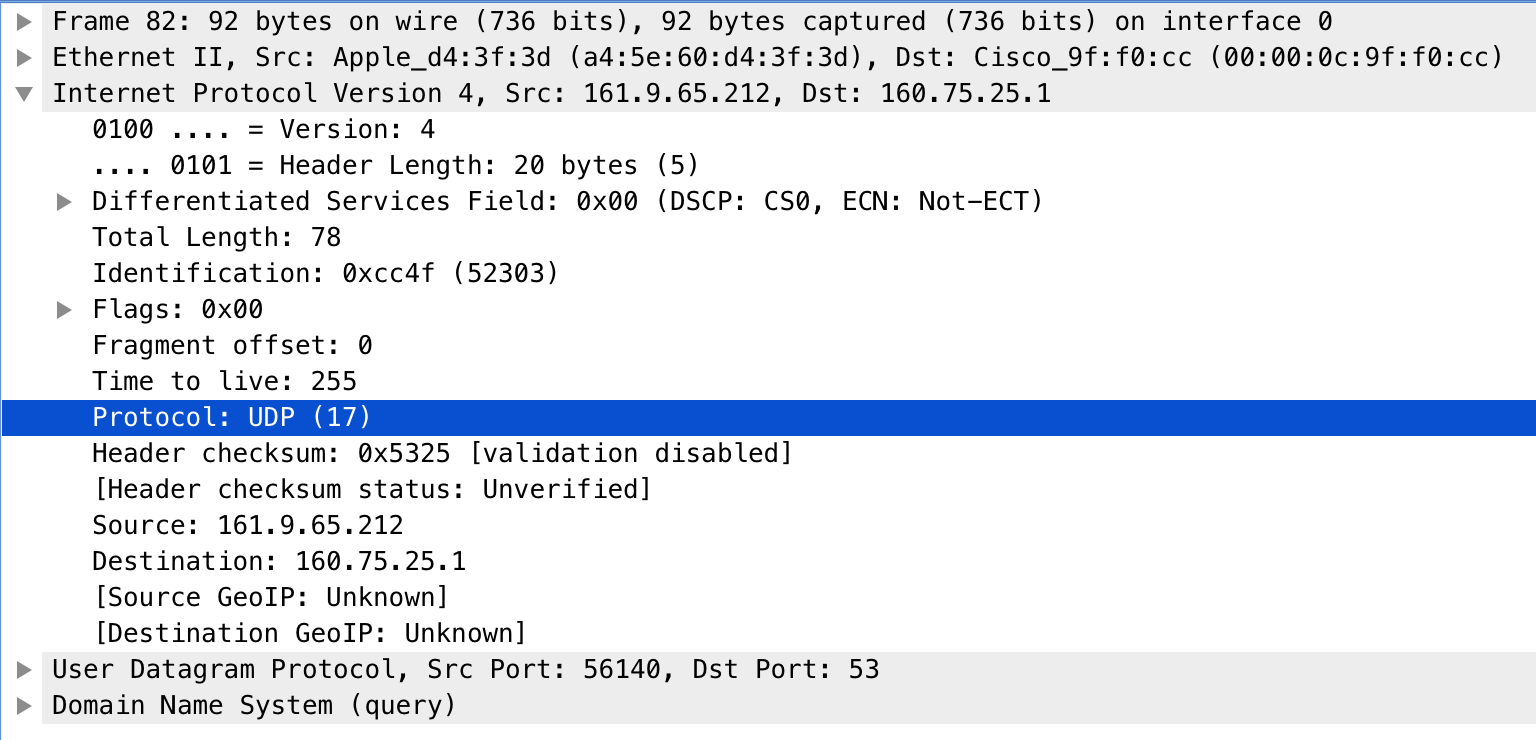 Frame 82: 92 bytes on wire (736 bits), 92 bytes captured (736 bits) on interface 0
Ethernet II, Src: Apple_d4:3f:3d (a4:5e:60:d4:3f:3d), Dst: Cisco_9f:f0:cc (00:00:0c:9f:f0:cc)
Internet Protocol Version 4, Src: 161.9.65.212, Dst: 160.75.25.1
0100 .... = Version: 4
.... 0101 = Header Length: 20 bytes (5)
Differentiated Services Field: 0x00 (DSCP: CS0, ECN: Not-ECT)
Total Length: 78
Identification: 0xcc4f (52303)
Flags: 0x00
Fragment offset: 0
Time to live: 255
Protocol: UDP (17)
Header checksum: 0x5325 [validation disabled]
[Header checksum status: Unverified]
Source: 161.9.65.212
Destination: 160.75.25.1
[Source GeoIP: Unknown]
[Destination GeoIP: Unknown]
User Datagram Protocol, Src Port: 56140, Dst Port: 53
Domain Name System (query)